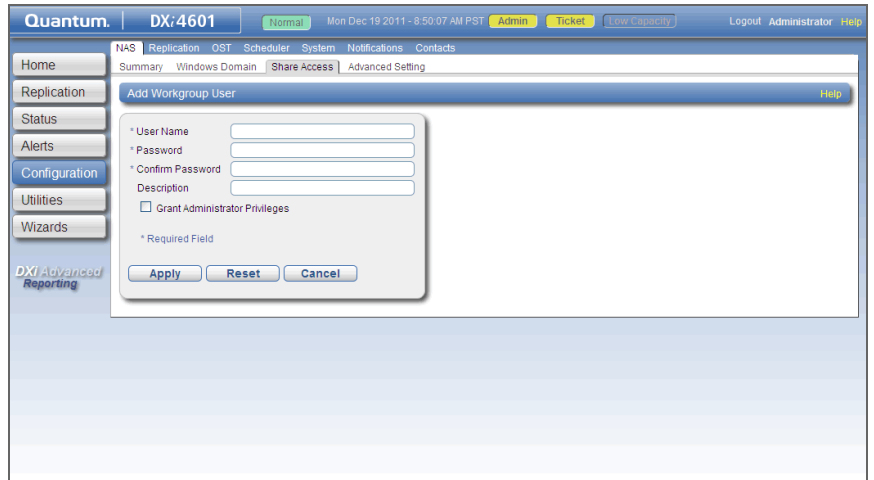 Quantum. DXi4601 Normal Mon Dec 19 2011 - 8:50:07 AM PST Admin Ticket Low Capacity Logout Administrator Help
NAS Replication OST Scheduler System Notifications Contacts
Summary Windows Domain Share Access Advanced Setting
Home
Replication
Status
Alerts
Configuration
Utilities
Wizards
DXi Advanced
Reporting
Add Workgroup User Help
* User Name
* Password
* Confirm Password
Description
Grant Administrator Privileges
* Required Field
Apply Reset Cancel